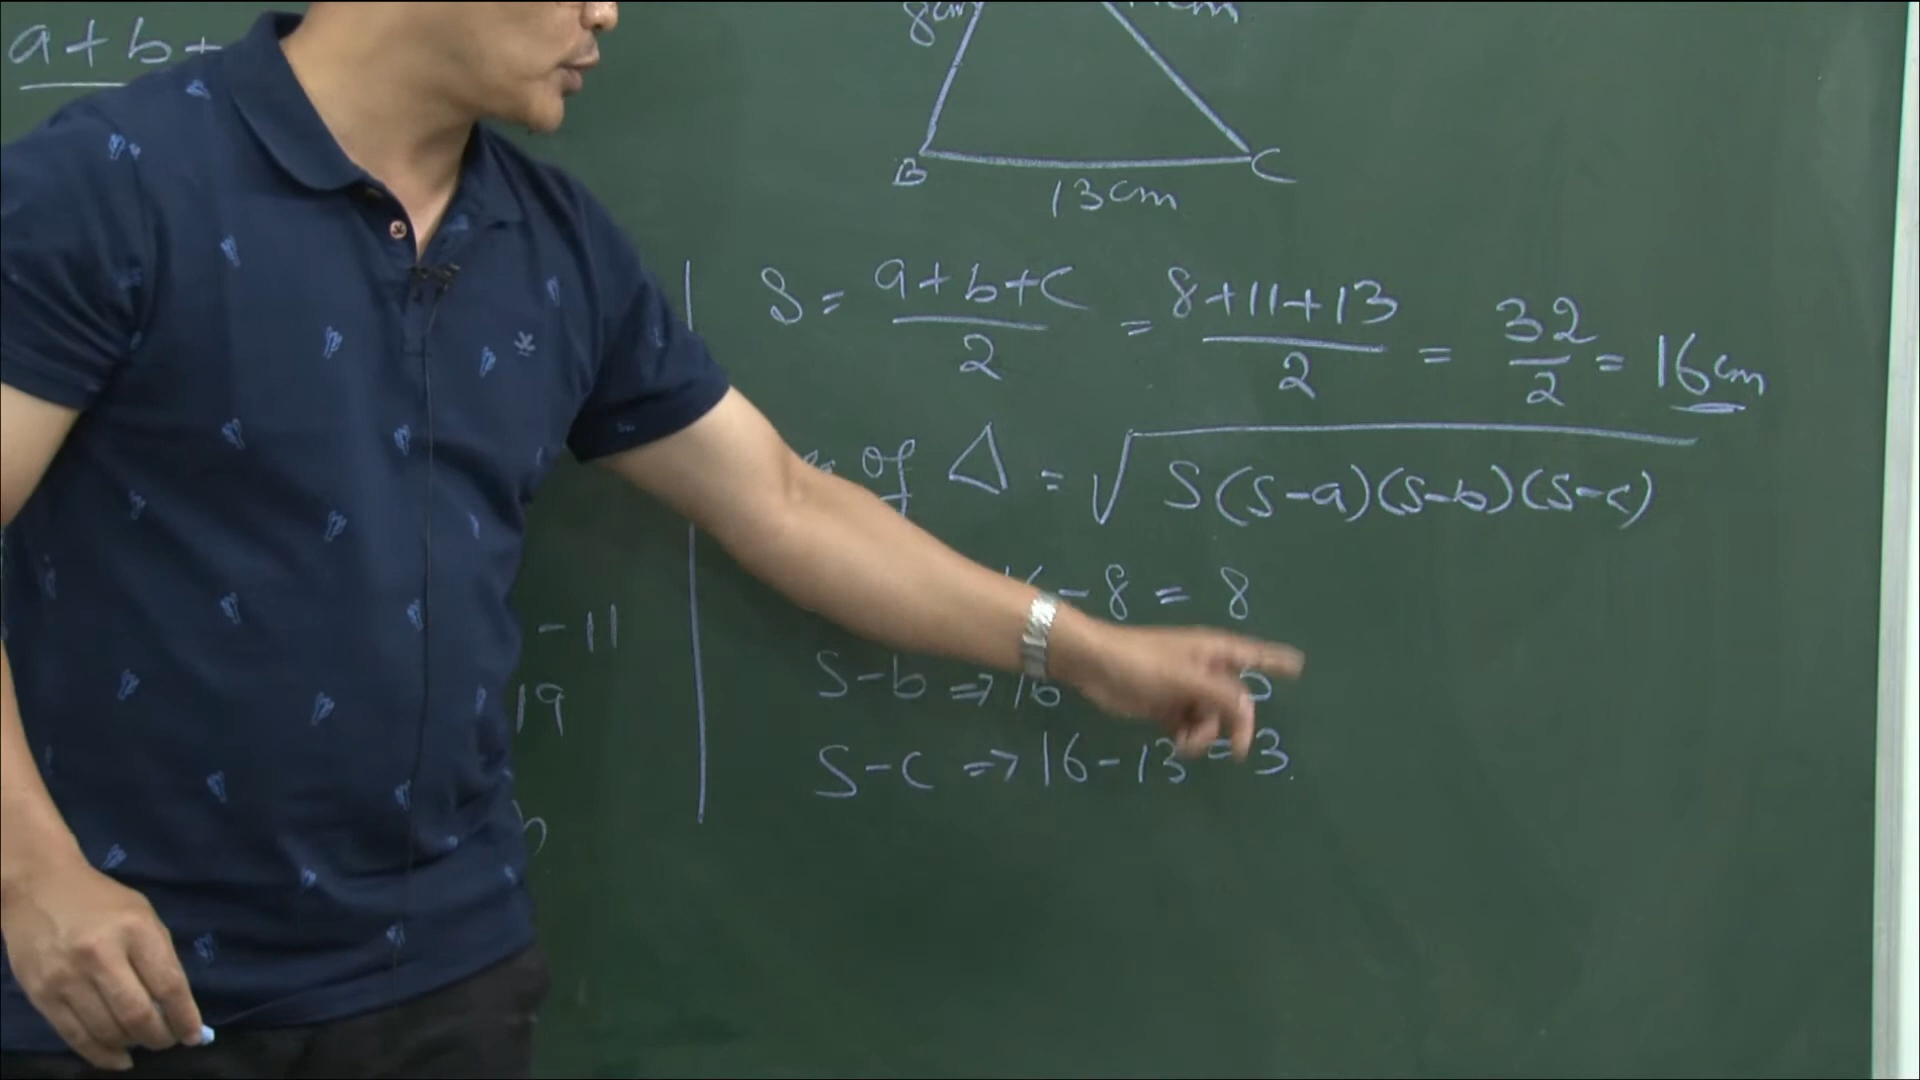 a+b+
8cm
B
C
13cm
S = a+b+c/2 = 8+11+13/2 = 32/2 = 16cm
of △ = √S(S-a)(S-b)(S-c)
- 8 = 8
- 11
S-b => 16
19
S-c => 16-13 = 3.